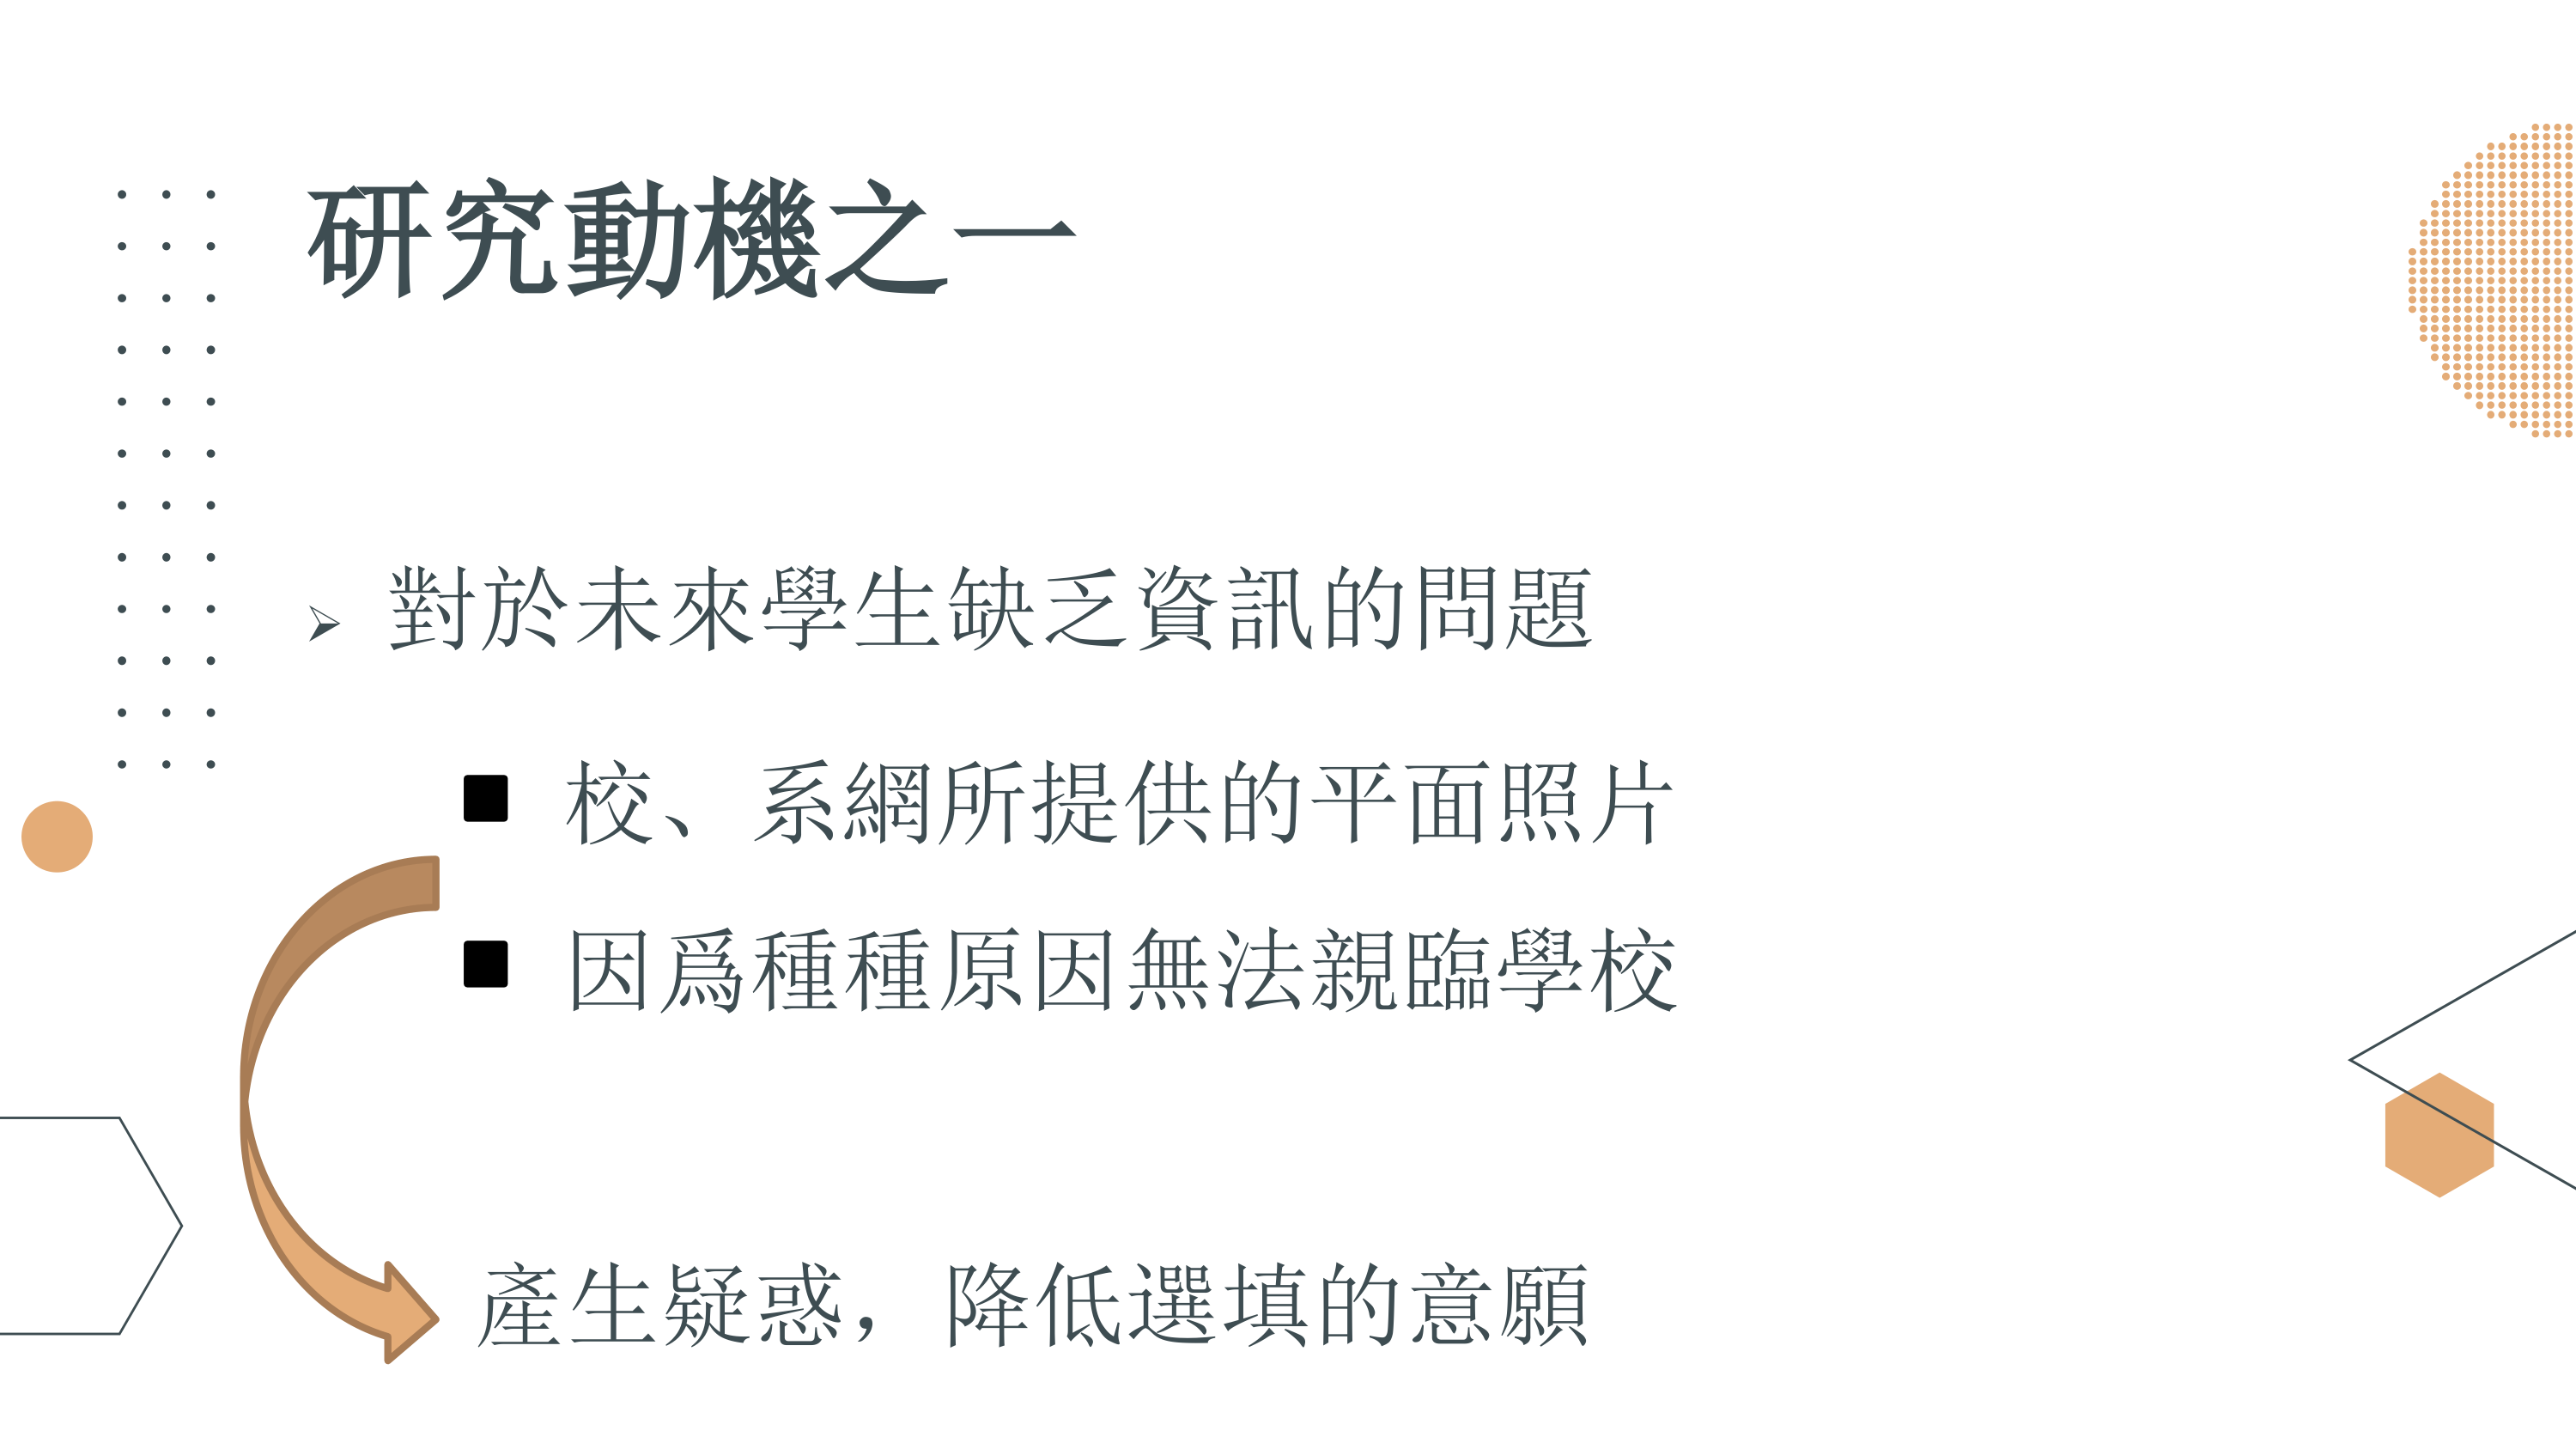 研究動機之一
對於未來學生缺乏資訊的問題
校、系網所提供的平面照片
因爲種種原因無法親臨學校
產生疑惑，降低選填的意願